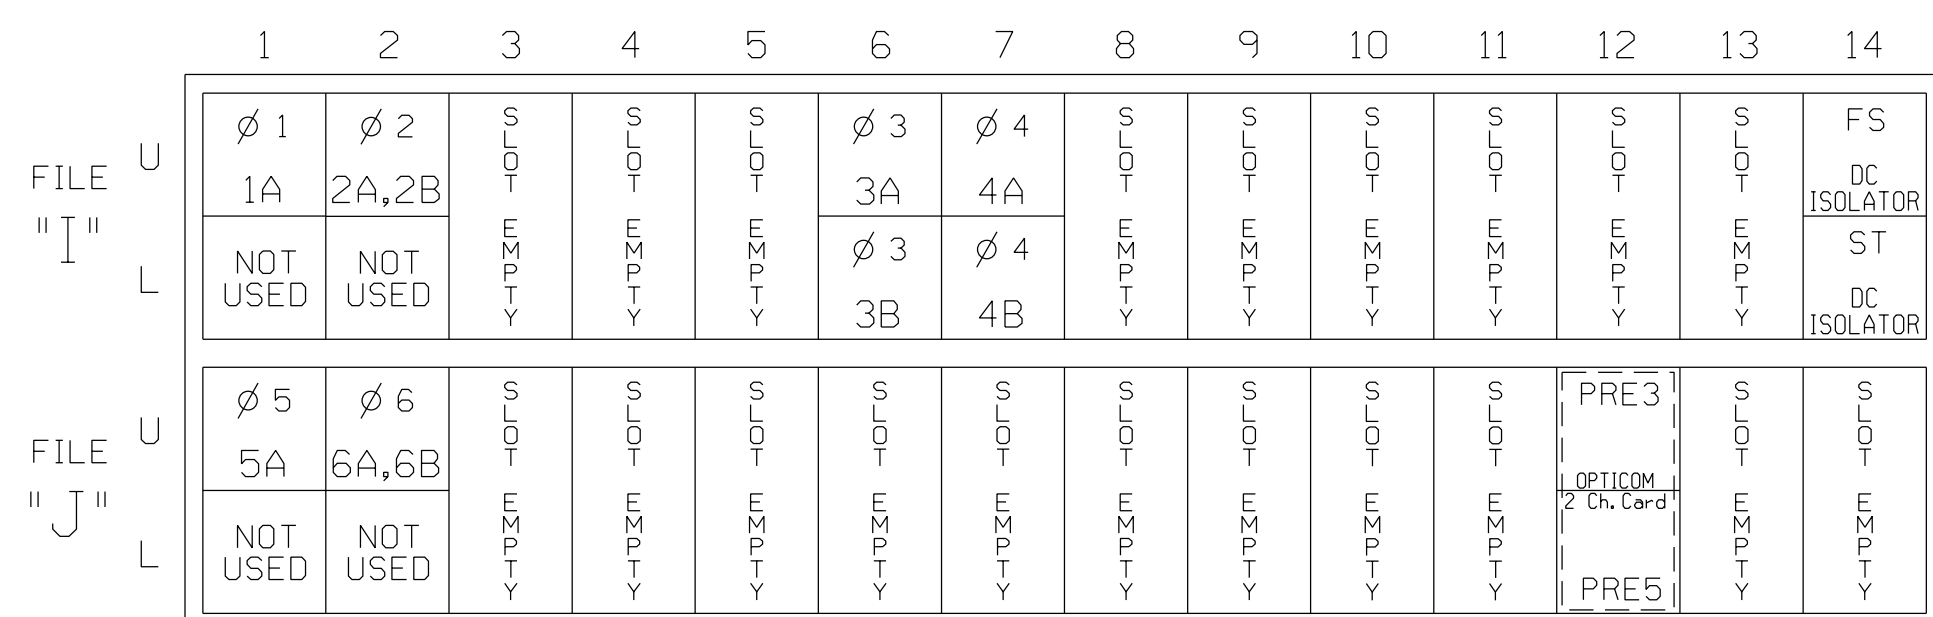 1 2 3 4 5 6 7 8 9 10 11 12 13 14
FILE "I"
U
L
Ø 1
1A
NOT USED
Ø 2
2A,2B
NOT USED
SLOT EMPTY
SLOT EMPTY
SLOT EMPTY
Ø 3
3A
Ø 3
3B
Ø 4
4A
Ø 4
4B
SLOT EMPTY
SLOT EMPTY
SLOT EMPTY
SLOT EMPTY
SLOT EMPTY
SLOT EMPTY
FS
DC
ISOLATOR
ST
DC
ISOLATOR
FILE "J"
U
L
Ø 5
5A
NOT USED
Ø 6
6A,6B
NOT USED
SLOT EMPTY
SLOT EMPTY
SLOT EMPTY
SLOT EMPTY
SLOT EMPTY
SLOT EMPTY
SLOT EMPTY
SLOT EMPTY
SLOT EMPTY
PRE3
OPTICOM
2 Ch. Card
PRE5
SLOT EMPTY
SLOT EMPTY